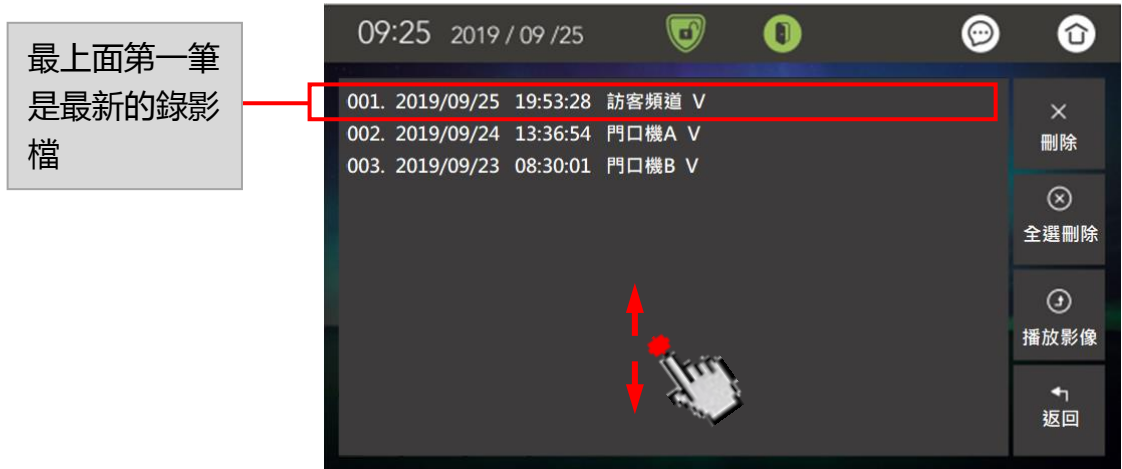 最上面第一筆
是最新的錄影
檔
09:25 2019 / 09 /25
001. 2019/09/25 19:53:28 訪客頻道 V
002. 2019/09/24 13:36:54 門口機A V
003. 2019/09/23 08:30:01 門口機B V
刪除
全選刪除
播放影像
返回